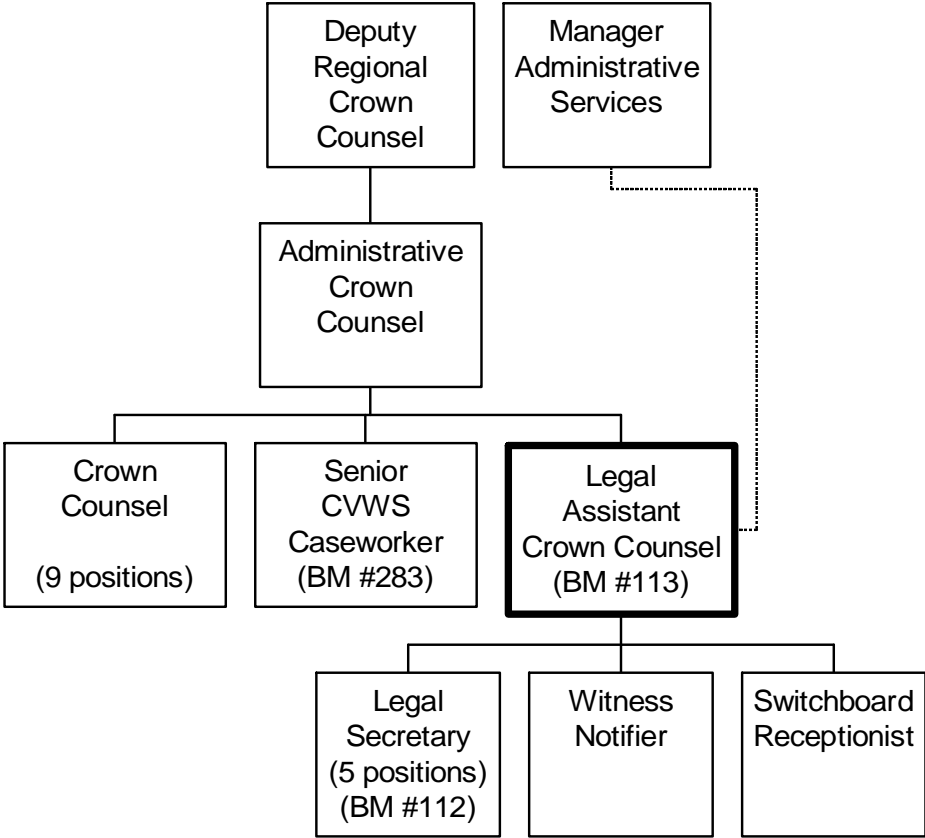 Deputy
Regional
Crown
Counsel
Manager
Administrative
Services
Administrative
Crown
Counsel
Crown
Counsel
(9 positions)
Senior
CVWS
Caseworker
(BM #283)
Legal
Assistant
Crown Counsel
(BM #113)
Legal
Secretary
(5 positions)
(BM #112)
Witness
Notifier
Switchboard
Receptionist